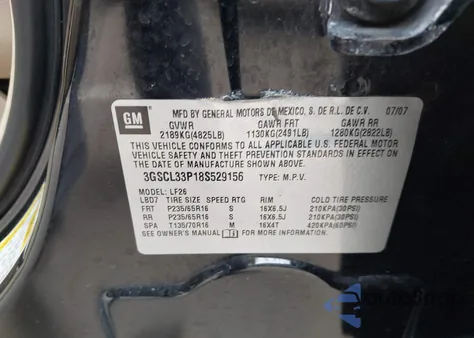 GM
MFD BY GENERAL MOTORS DE MEXICO, S. DE R.L. DE C.V. 07/07
GVWR GAWR FRT GAWR RR
2189KG(4825LB) 1130KG(2491LB) 1280KG(2822LB)
THIS VEHICLE CONFORMS TO ALL APPLICABLE U.S. FEDERAL MOTOR
VEHICLE SAFETY STANDARDS IN EFFECT ON
THE DATE OF MANUFACTURE SHOWN ABOVE.
3GSCL33P18S529156 TYPE: M.P.V.
MODEL: LF26
LBD7 TIRE SIZE SPEED RTG RIM COLD TIRE PRESSURE
FRT P235/65R16 S 16X6.5J 210KPA(30PSI)
RR P235/65R16 S 16X6.5J 210KPA(30PSI)
SPA T135/70R16 M 16X4T 420KPA(60PSI)
SEE OWNER'S MANUAL FOR MORE INFORMATION.